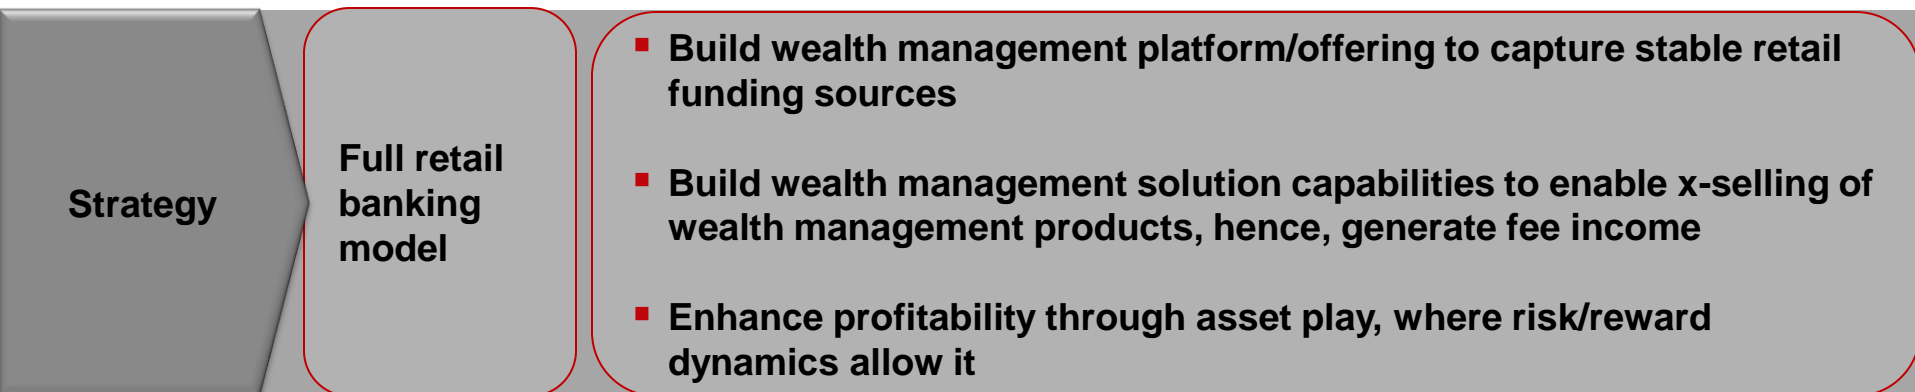 Strategy
Full retail
banking
model
▪ Build wealth management platform/offering to capture stable retail
funding sources
▪ Build wealth management solution capabilities to enable x-selling of
wealth management products, hence, generate fee income
▪ Enhance profitability through asset play, where risk/reward
dynamics allow it